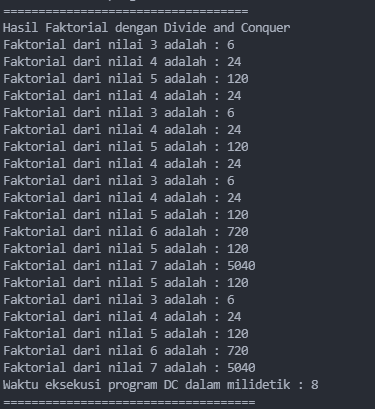 ===================================
Hasil Faktorial dengan Divide and Conquer
Faktorial dari nilai 3 adalah : 6
Faktorial dari nilai 4 adalah : 24
Faktorial dari nilai 5 adalah : 120
Faktorial dari nilai 4 adalah : 24
Faktorial dari nilai 3 adalah : 6
Faktorial dari nilai 4 adalah : 24
Faktorial dari nilai 5 adalah : 120
Faktorial dari nilai 4 adalah : 24
Faktorial dari nilai 3 adalah : 6
Faktorial dari nilai 4 adalah : 24
Faktorial dari nilai 5 adalah : 120
Faktorial dari nilai 6 adalah : 720
Faktorial dari nilai 5 adalah : 120
Faktorial dari nilai 7 adalah : 5040
Faktorial dari nilai 5 adalah : 120
Faktorial dari nilai 3 adalah : 6
Faktorial dari nilai 4 adalah : 24
Faktorial dari nilai 5 adalah : 120
Faktorial dari nilai 6 adalah : 720
Faktorial dari nilai 7 adalah : 5040
Waktu eksekusi program DC dalam milidetik : 8
====================================